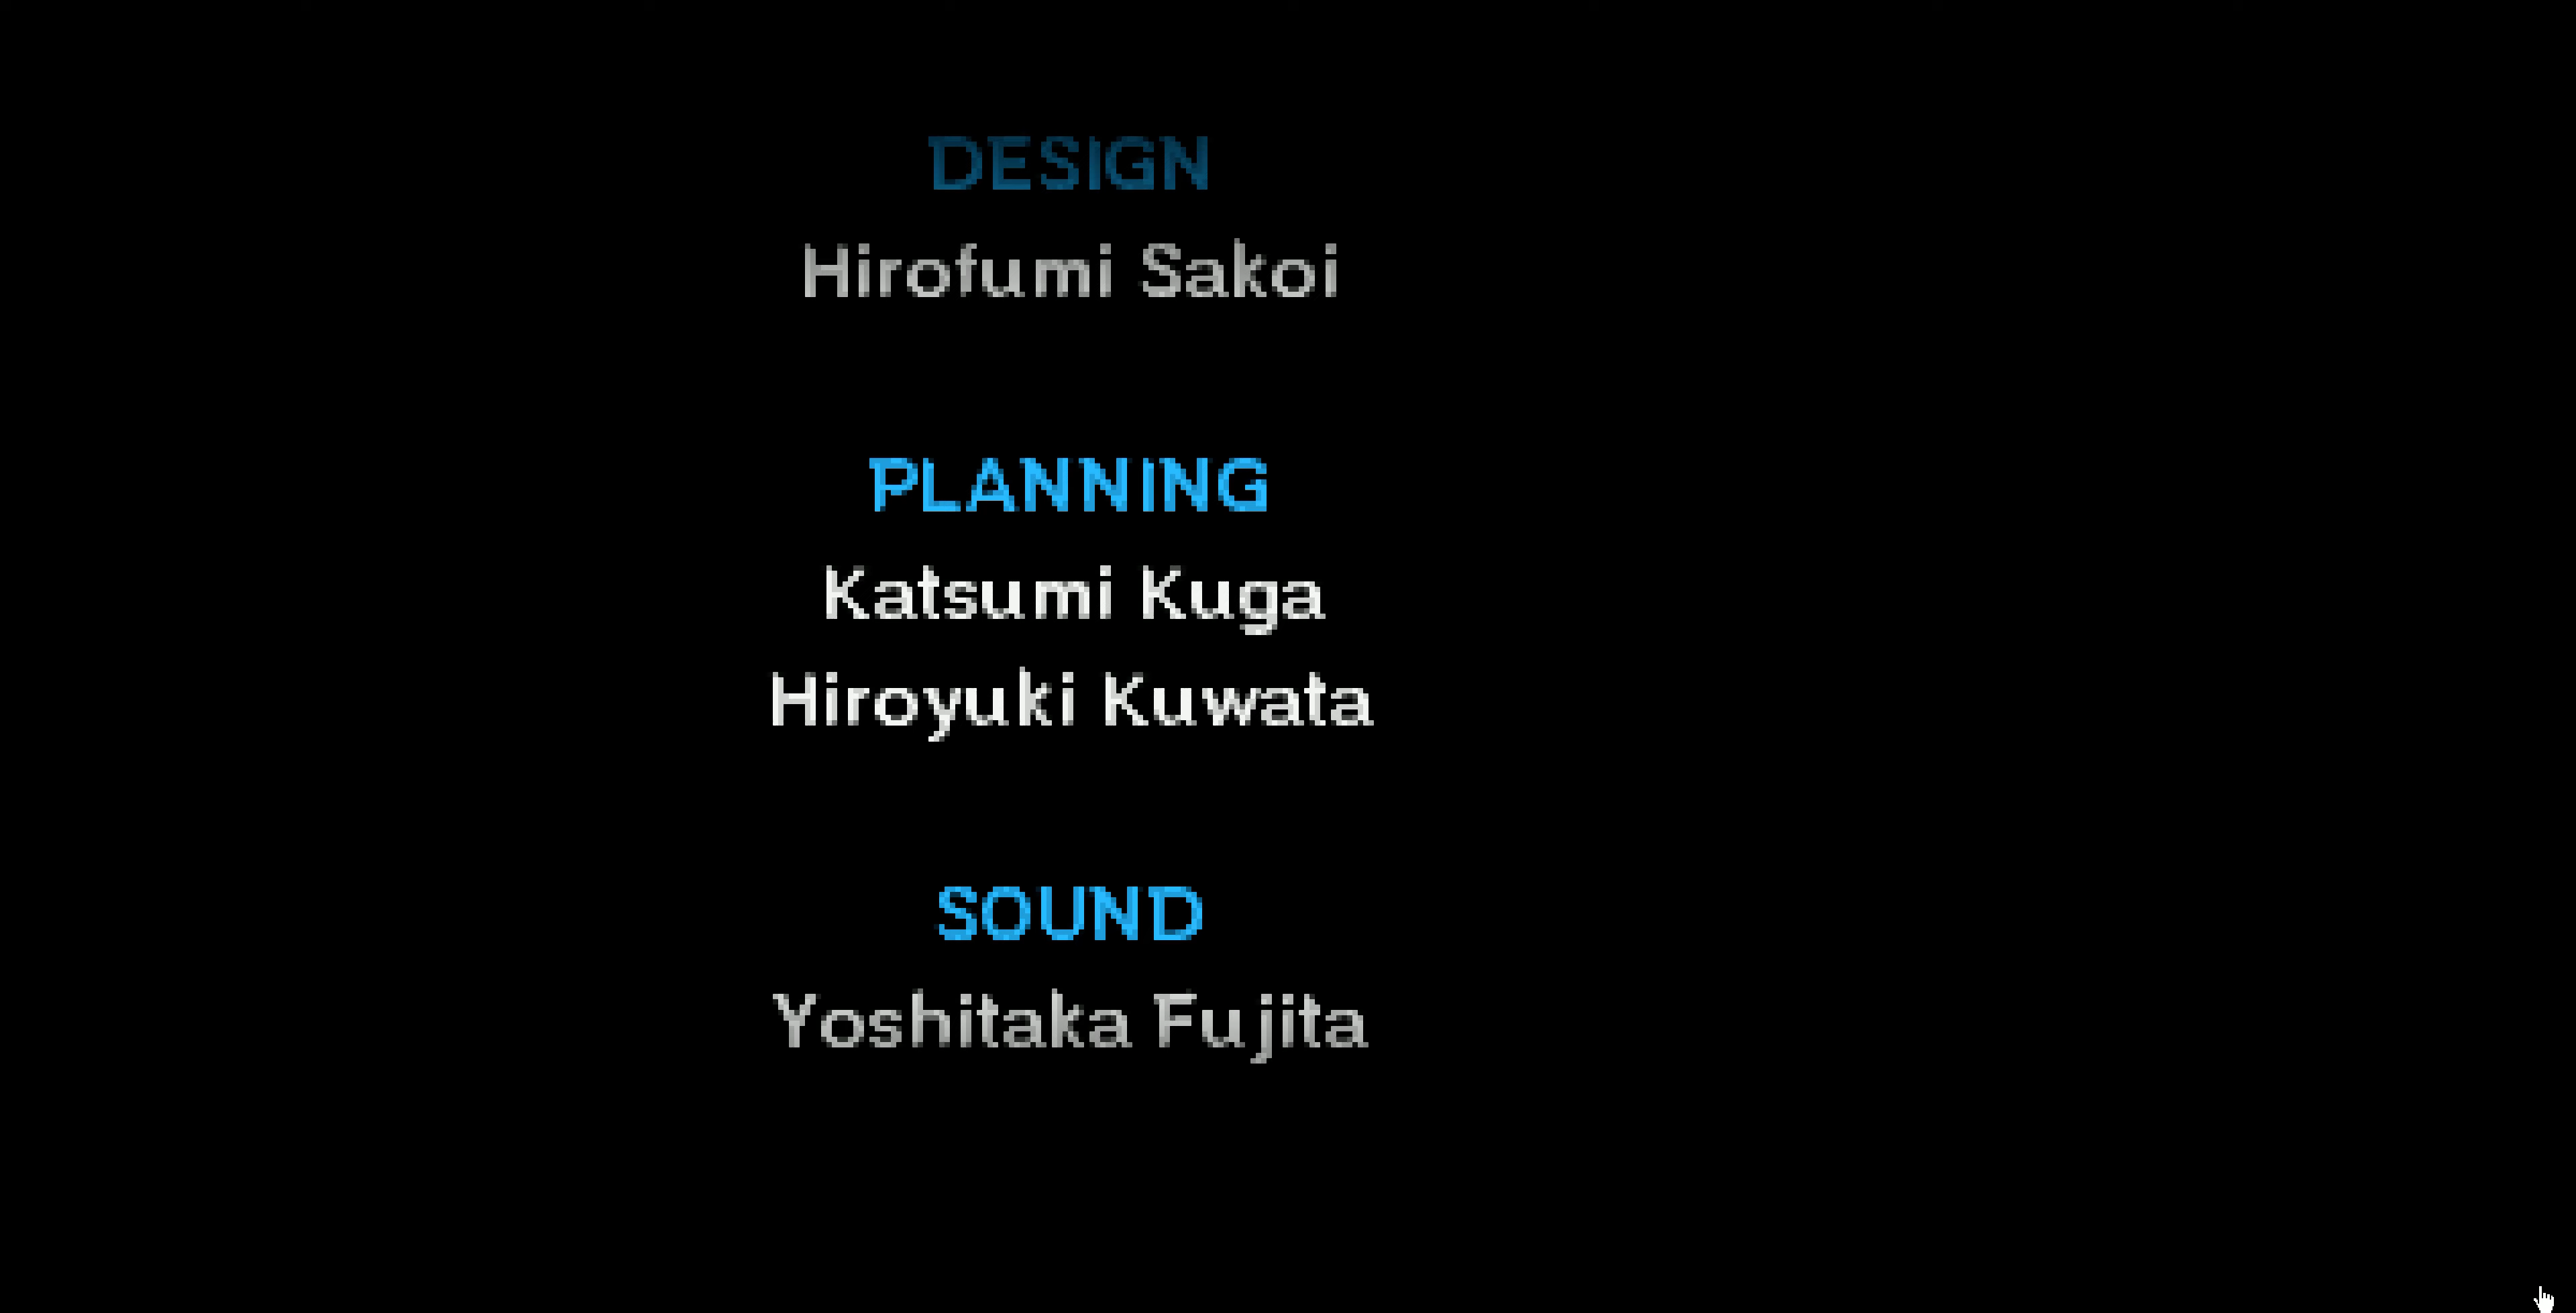 DESIGN
Hirofumi Sakoi
PLANNING
Katsumi Kuga
Hiroyuki Kuwata
SOUND
Yoshitaka Fujita